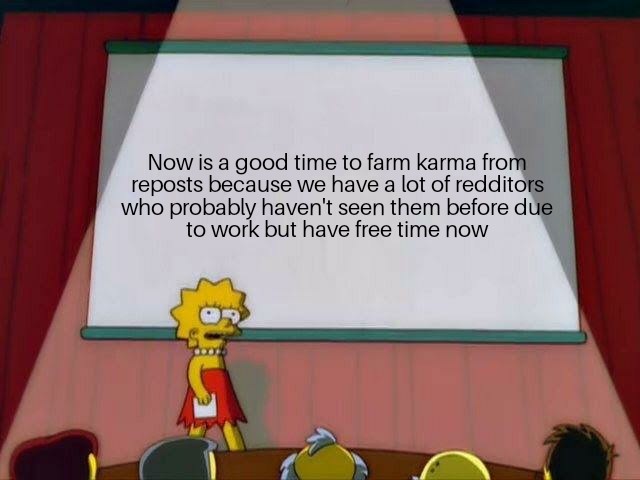 Now is a good time to farm karma from
reposts because we have a lot of redditors
who probably haven't seen them before due
to work but have free time now